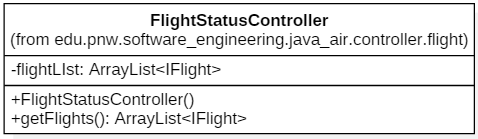 FlightStatusController
(from edu.pnw.software_engineering.java_air.controller.flight)
-flightLIst: ArrayList<IFlight>
+FlightStatusController()
+getFlights(): ArrayList<IFlight>